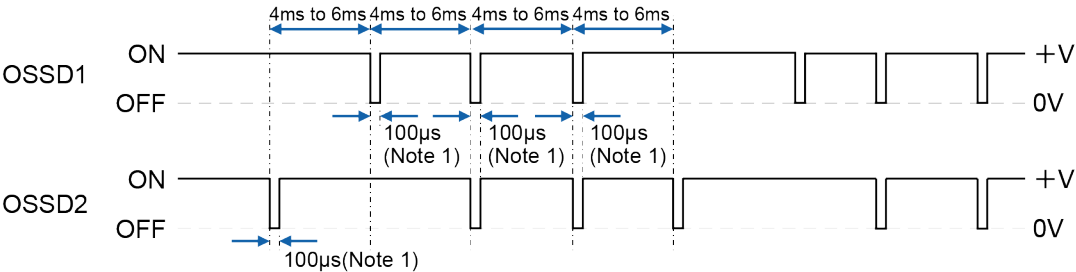 4ms to 6ms 4ms to 6ms 4ms to 6ms 4ms to 6ms
OSSD1
ON
+V
OFF
0V
100μs
(Note 1)
100μs
(Note 1)
100μs
(Note 1)
OSSD2
ON
+V
OFF
0V
100μs(Note 1)